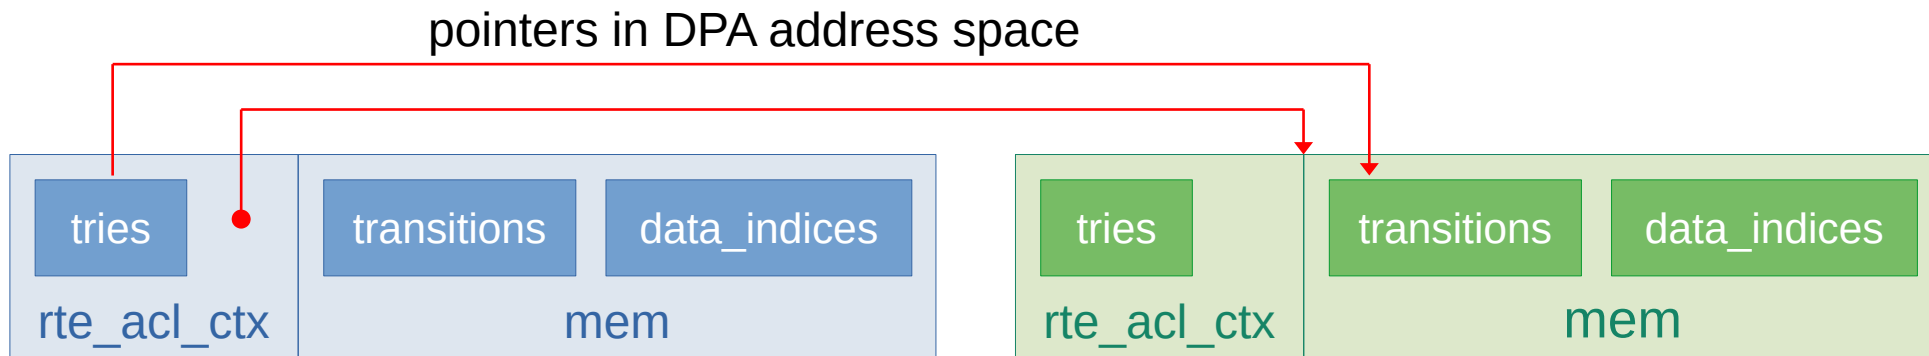 pointers in DPA address space
tries
transitions
data_indices
tries
transitions
data_indices
rte_acl_ctx
mem
rte_acl_ctx
mem